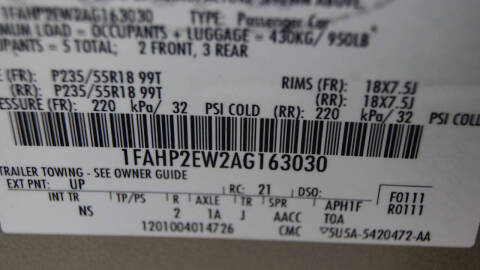 1FAHP2EW2AG163030 TYPE: Passenger Car
MUM LOAD = OCCUPANTS + LUGGAGE = 430KG/ 950LB
UPANTS = 5 TOTAL; 2 FRONT, 3 REAR
E (FR): P235/55R18 99T RIMS (FR): 18X7.5J
(RR): P235/55R18 99T (RR): 18X7.5J
ESSURE (FR): 220 kPa/ 32 PSI COLD (RR): 220 kPa/ 32 PSI COLD
1FAHP2EW2AG163030
TRAILER TOWING - SEE OWNER GUIDE
EXT PNT: UP RC: 21 DSO: F0111
INT TR TP/PS R AXLE TR SPR APH1F R0111
NS 2 1A J AACC TOA
1201004014726 CMC 5U5A-5420472-AA